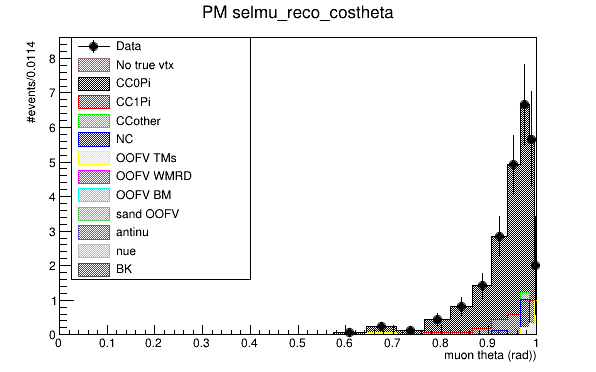 PM selmu_reco_costheta
#events/0.0114
8
7
6
5
4
3
2
1
0
Data
No true vtx
CC0Pi
CC1Pi
CCother
NC
OOFV TMs
OOFV WMRD
OOFV BM
sand OOFV
antinu
nue
BK
0 0.1 0.2 0.3 0.4 0.5 0.6 0.7 0.8 0.9 1
muon theta (rad))